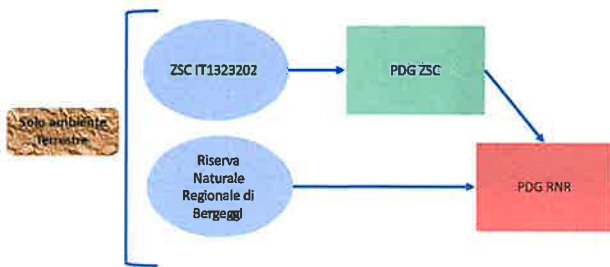 Solo ambiente
Terrestre
ZSC IT1323202
PDG ZSC
Riserva
Naturale
Regionale di
Bergeggi
PDG RNR